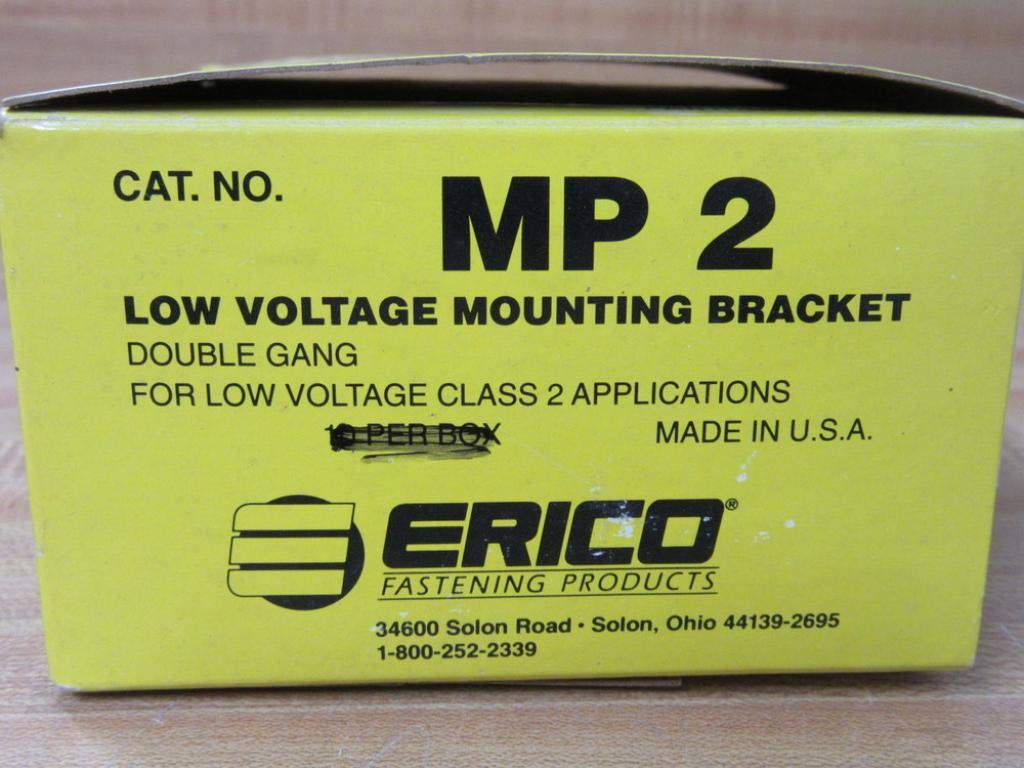 CAT. NO. MP 2
LOW VOLTAGE MOUNTING BRACKET
DOUBLE GANG
FOR LOW VOLTAGE CLASS 2 APPLICATIONS
10 PER BOX MADE IN U.S.A.
ERICO®
FASTENING PRODUCTS
34600 Solon Road • Solon, Ohio 44139-2695
1-800-252-2339